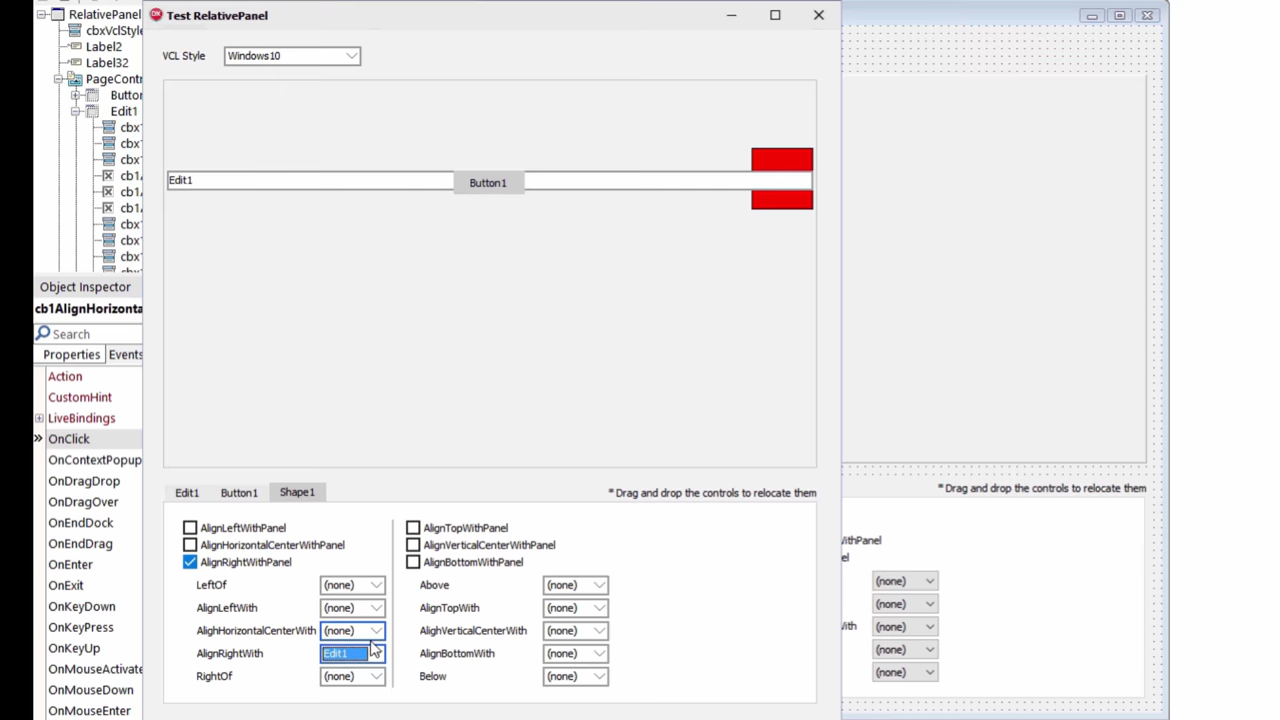 RelativePanel
cbxVclStyle
Label2
Label32
PageContr
Button
Edit1
cbx
cbx
cbx
cb1
cb1
cb1
cbx
cbx
cbx
Object Inspector
cb1AlignHorizonta
Search
Properties
Events
Action
CustomHint
LiveBindings
OnClick
OnContextPopup
OnDragDrop
OnDragOver
OnEndDock
OnEndDrag
OnEnter
OnExit
OnKeyDown
OnKeyPress
OnKeyUp
OnMouseActivate
OnMouseDown
OnMouseEnter
DX Test RelativePanel
VCL Style
Windows10
Edit1
Button1
Edit1 Button1 Shape1
* Drag and drop the controls to relocate them
AlignLeftWithPanel
AlignHorizontalCenterWithPanel
AlignRightWithPanel
LeftOf (none)
AlignLeftWith (none)
AlighHorizontalCenterWith (none)
AlignRightWith Edit1
RightOf (none)
AlignTopWithPanel
AlignVerticalCenterWithPanel
AlignBottomWithPanel
Above (none)
AlignTopWith (none)
AlighVerticalCenterWith (none)
AlignBottomWith (none)
Below (none)
* Drag and drop the controls to relocate them
WithPanel
el
(none)
(none)
With (none)
(none)
(none)